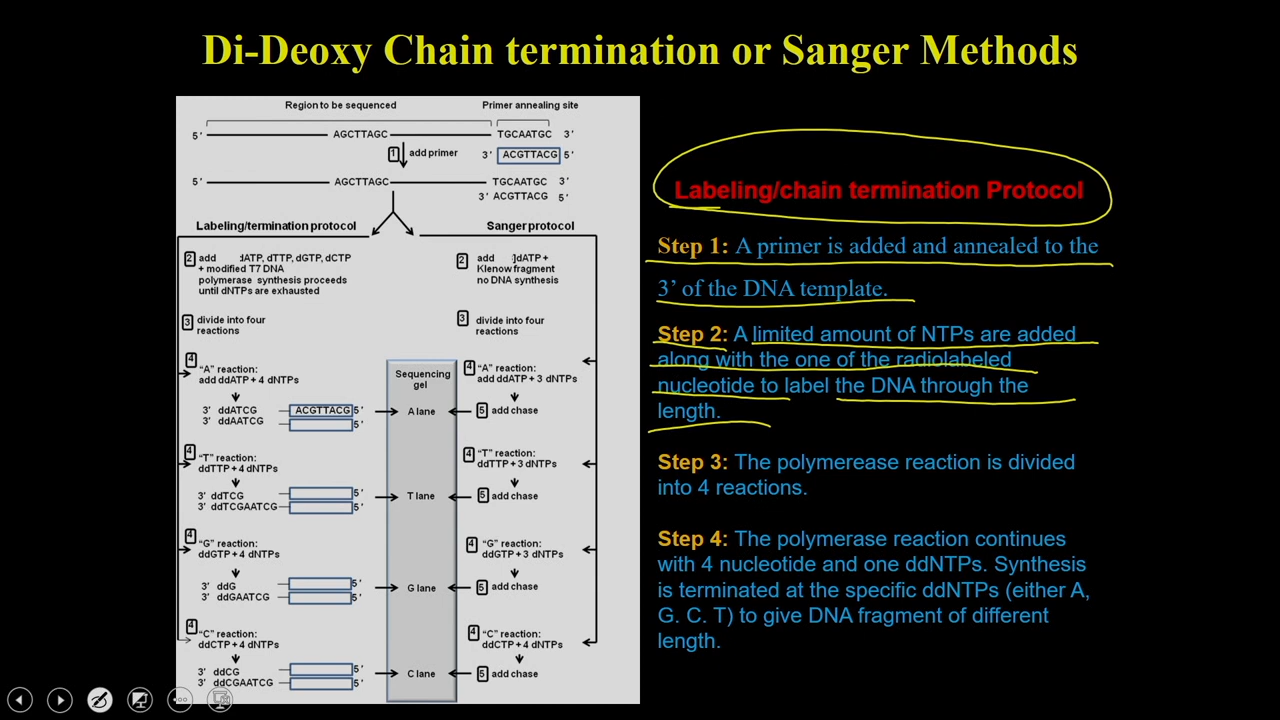 Di-Deoxy Chain termination or Sanger Methods
Region to be sequenced
Primer annealing site
5' AGCTTAGC TGCAATGC 3'
1 add primer 3' ACGTTACG 5'
5' AGCTTAGC TGCAATGC 3'
3' ACGTTACG 5'
Labeling/termination protocol
2 add dATP, dTTP, dGTP, dCTP
+ modified T7 DNA
polymerase synthesis proceeds
until dNTPs are exhausted
3 divide into four
reactions
4
"A" reaction:
add ddATP + 4 dNTPs
3' ddATCG ACGTTACG 5'
3' ddAATCG 5'
4
"T" reaction:
ddTTP + 4 dNTPs
3' ddTCG 5'
3' ddTCGAATCG 5'
4
"G" reaction:
ddGTP + 4 dNTPs
3' ddG 5'
3' ddGAATCG 5'
4
"C" reaction:
ddCTP + 4 dNTPs
3' ddCG 5'
3' ddCGAATCG 5'
Sequencing
gel
A lane
T lane
G lane
C lane
Sanger protocol
2 add dATP +
Klenow fragment
no DNA synthesis
3 divide into four
reactions
4 "A" reaction:
add ddATP + 3 dNTPs
5 add chase
4 "T" reaction:
ddTTP + 3 dNTPs
5 add chase
4 "G" reaction:
ddGTP + 3 dNTPs
5 add chase
4 "C" reaction:
ddCTP + 4 dNTPs
5 add chase
Labeling/chain termination Protocol
Step 1: A primer is added and annealed to the
3’ of the DNA template.
Step 2: A limited amount of NTPs are added
along with the one of the radiolabeled
nucleotide to label the DNA through the
length.
Step 3: The polymerease reaction is divided
into 4 reactions.
Step 4: The polymerase reaction continues
with 4 nucleotide and one ddNTPs. Synthesis
is terminated at the specific ddNTPs (either A,
G. C. T) to give DNA fragment of different
length.